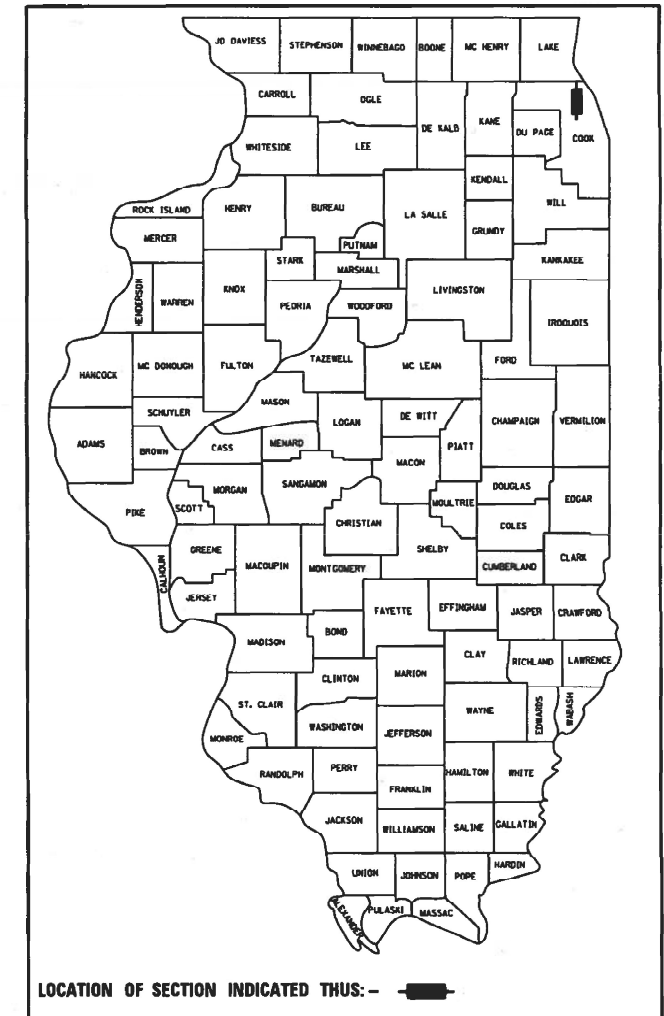 JO DAVIESS STEPHENSON WINNEBAGO BOONE MC HENRY LAKE
CARROLL OGLE DE KALB KANE DU PAGE COOK
WHITESIDE LEE KENDALL WILL
ROCK ISLAND HENRY BUREAU LA SALLE GRUNDY
MERCER PUTNAM KANKAKEE
STARK MARSHALL
HENDERSON WARREN KNOX PEORIA WOODFORD LIVINGSTON IROQUOIS
HANCOCK MC DONOUGH FULTON TAZEWELL MC LEAN FORD
SCHUYLER MASON LOGAN DE WITT CHAMPAIGN VERMILION
ADAMS BROWN CASS MENARD MACON PIATT
PIKE SCOTT MORGAN SANGAMON CHRISTIAN MOULTRIE DOUGLAS EDGAR
COLES
CALHOUN GREENE MACOUPIN MONTGOMERY SHELBY CUMBERLAND CLARK
JERSEY FAYETTE EFFINGHAM JASPER CRAWFORD
MADISON BOND
CLINTON MARION CLAY RICHLAND LAWRENCE
ST. CLAIR WAYNE EDWARDS WABASH
MONROE WASHINGTON JEFFERSON
RANDOLPH PERRY FRANKLIN HAMILTON WHITE
JACKSON WILLIAMSON SALINE GALLATIN
UNION JOHNSON POPE HARDIN
ALEXANDER PULASKI MASSAC
LOCATION OF SECTION INDICATED THUS:-